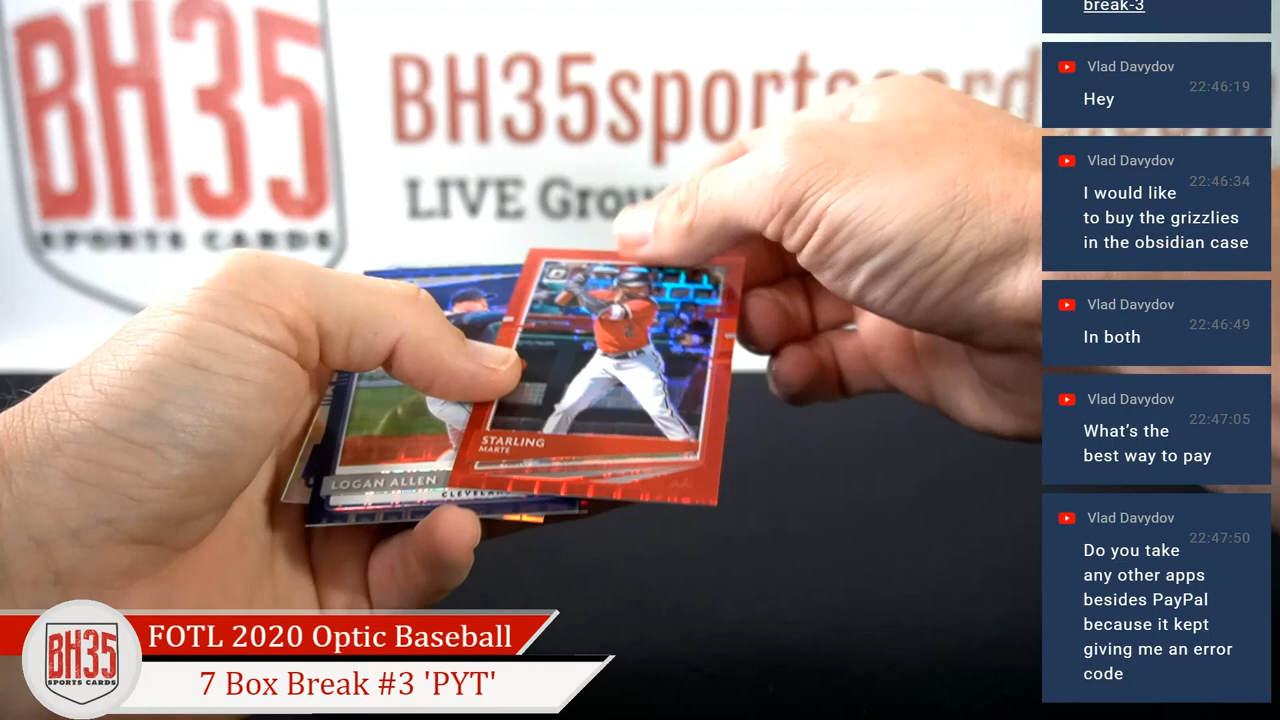 BH35
SPORTS CARDS
BH35sportscard
LIVE Grou
STARLING
MARTE
LOGAN ALLEN
BH35
SPORTS CARDS
FOTL 2020 Optic Baseball
7 Box Break #3 'PYT'
break-3
Vlad Davydov
22:46:19
Hey
Vlad Davydov
22:46:34
I would like
to buy the grizzlies
in the obsidian case
Vlad Davydov
22:46:49
In both
Vlad Davydov
22:47:05
What's the
best way to pay
Vlad Davydov
22:47:50
Do you take
any other apps
besides PayPal
because it kept
giving me an error
code